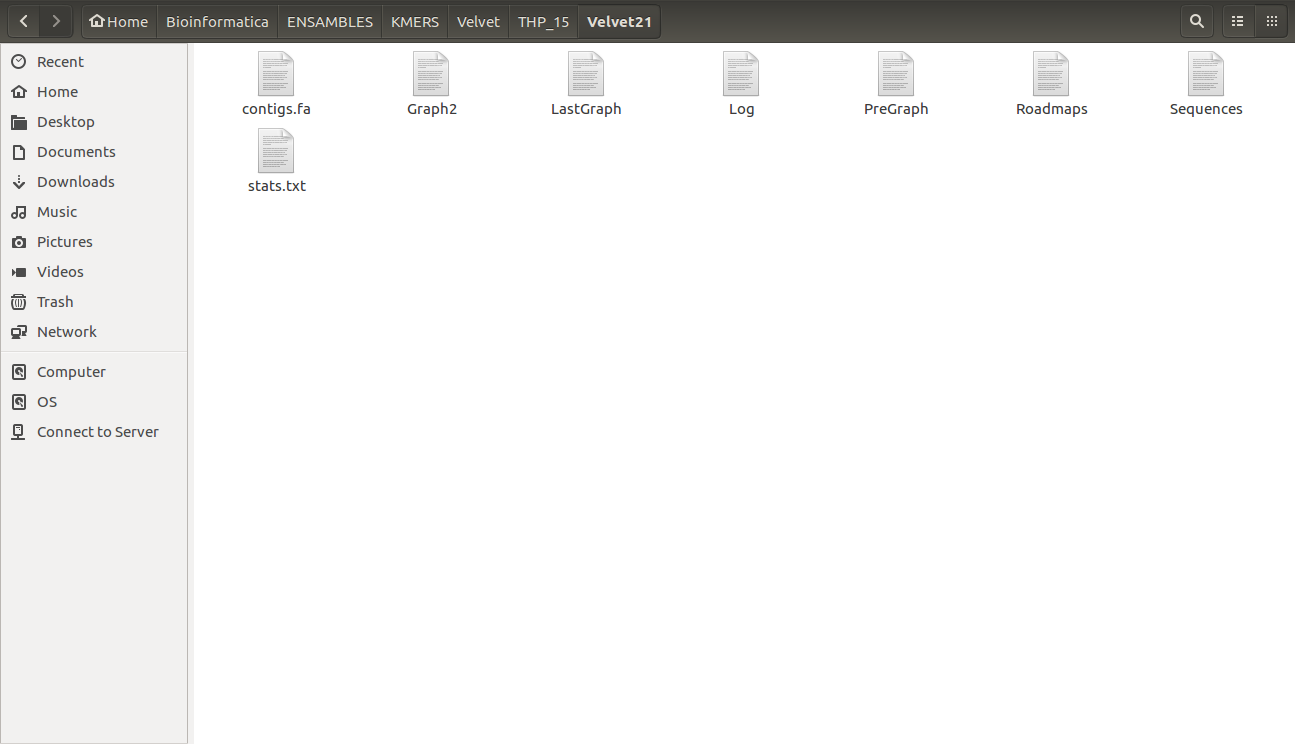 Home Bioinformatica ENSAMBLES KMERS Velvet THP_15 Velvet21
Recent
Home
Desktop
Documents
Downloads
Music
Pictures
Videos
Trash
Network
Computer
OS
Connect to Server
contigs.fa Graph2 LastGraph Log PreGraph Roadmaps Sequences
stats.txt